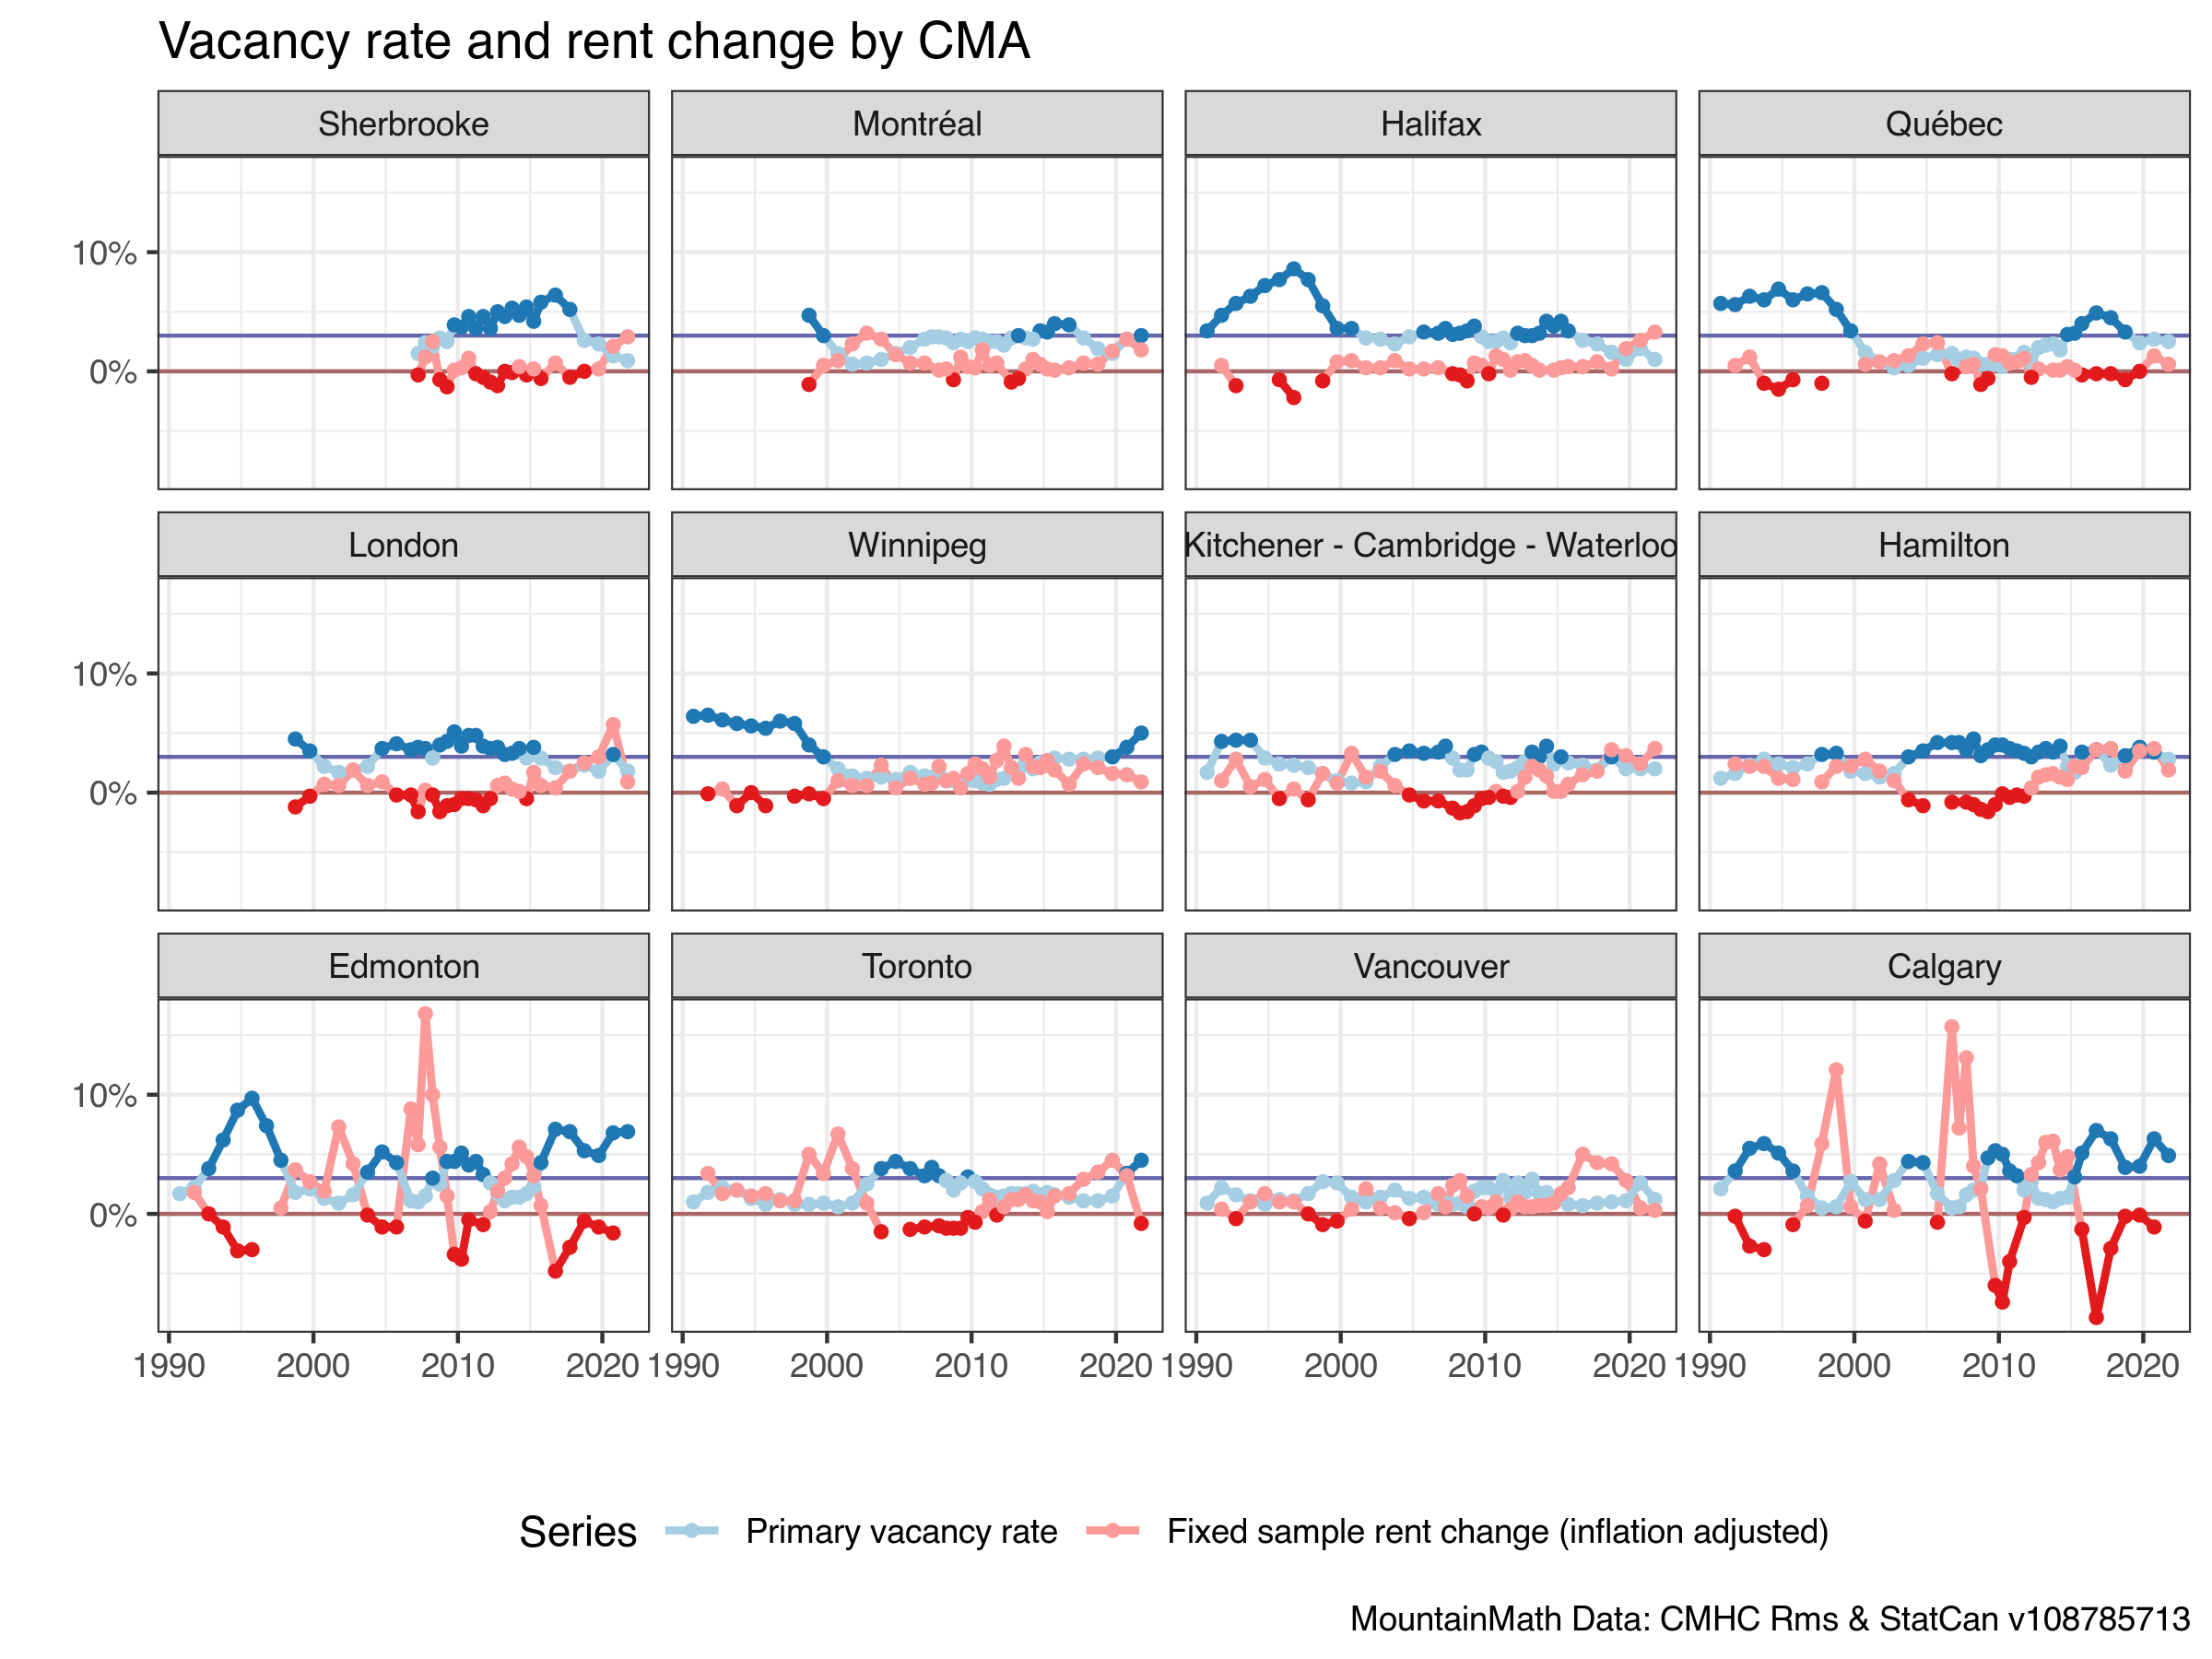 Vacancy rate and rent change by CMA
Sherbrooke Montréal Halifax Québec
10%
0%
London Winnipeg Kitchener - Cambridge - Waterloo Hamilton
10%
0%
Edmonton Toronto Vancouver Calgary
10%
0%
1990 2000 2010 2020 1990 2000 2010 2020 1990 2000 2010 2020 1990 2000 2010 2020
Series Primary vacancy rate Fixed sample rent change (inflation adjusted)
MountainMath Data: CMHC Rms & StatCan v108785713